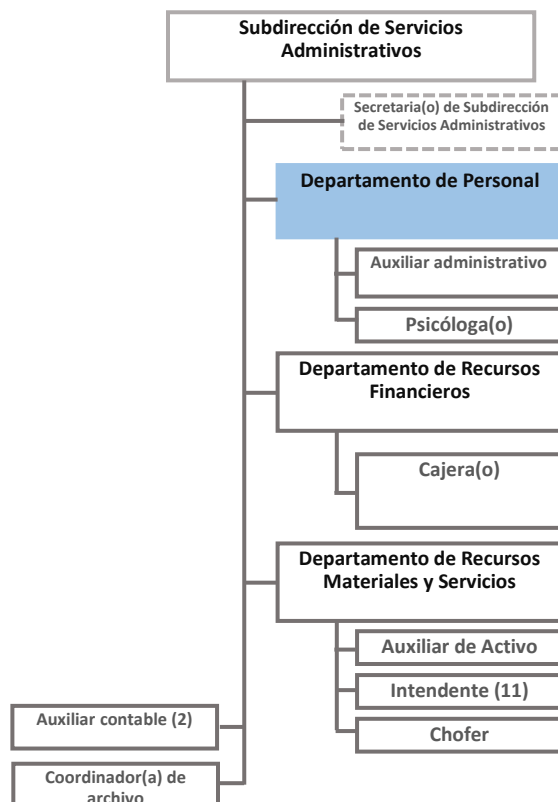 Subdirección de Servicios
Administrativos
Secretaria(o) de Subdirección
de Servicios Administrativos
Departamento de Personal
Auxiliar administrativo
Psicóloga(o)
Departamento de Recursos
Financieros
Cajera(o)
Departamento de Recursos
Materiales y Servicios
Auxiliar de Activo
Intendente (11)
Chofer
Auxiliar contable (2)
Coordinador(a) de
archivo